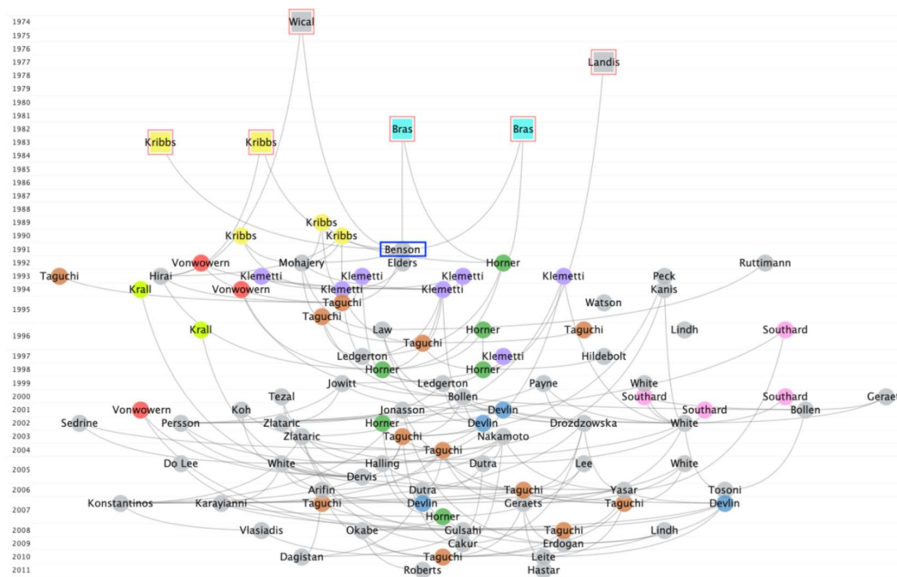 1974 Wical
1975
1976
1977 Landis
1978
1979
1980
1981
1982 Bras Bras
1983 Kribbs Kribbs
1984
1985
1986
1987
1988
1989 Kribbs
1990 Kribbs Kribbs
1991 Benson
1992 Vonwowern Mohajery Elders Horner Ruttimann
1993 Taguchi Hirai Klemetti Klemetti Klemetti Klemetti Peck
1994 Krall Vonwowern Klemetti Klemetti Kanis
Taguchi Watson
1995 Taguchi
1996 Krall Law Horner Taguchi Lindh Southard
Taguchi
1997 Ledgerton Klemetti Hildebolt
1998 Horner Horner
1999 Jowitt Ledgerton Payne White
2000 Tezal Bollen Southard Southard Geraets
2001 Vonwowern Koh Jonasson Devlin Southard Bollen
2002 Sedrine Persson Zlataric Horner Devlin Drozdzowska White
2003 Zlataric Taguchi Nakamoto
2004 Taguchi
2005 Do Lee White Halling Dutra Lee White
Dervis
2006 Arifin Dutra Taguchi Yasar Tosoni
2007 Konstantinos Karayianni Taguchi Devlin Geraets Taguchi Devlin
Horner
2008 Vlasiadis Okabe Gulsahi Taguchi Lindh
2009 Cakur Erdogan
2010 Dagistan Taguchi Leite
2011 Roberts Hastar